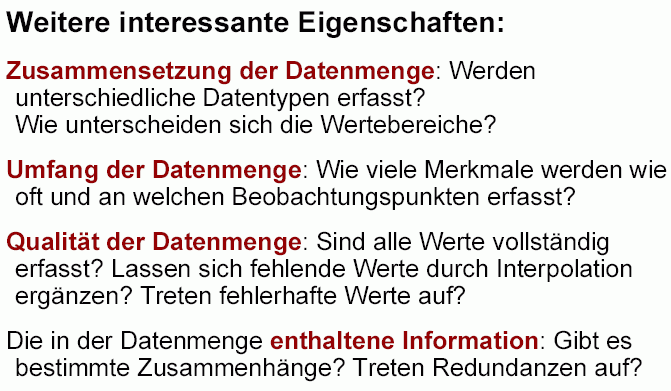 Weitere interessante Eigenschaften:
Zusammensetzung der Datenmenge: Werden
unterschiedliche Datentypen erfasst?
Wie unterscheiden sich die Wertebereiche?
Umfang der Datenmenge: Wie viele Merkmale werden wie
oft und an welchen Beobachtungspunkten erfasst?
Qualität der Datenmenge: Sind alle Werte vollständig
erfasst? Lassen sich fehlende Werte durch Interpolation
ergänzen? Treten fehlerhafte Werte auf?
Die in der Datenmenge enthaltene Information: Gibt es
bestimmte Zusammenhänge? Treten Redundanzen auf?